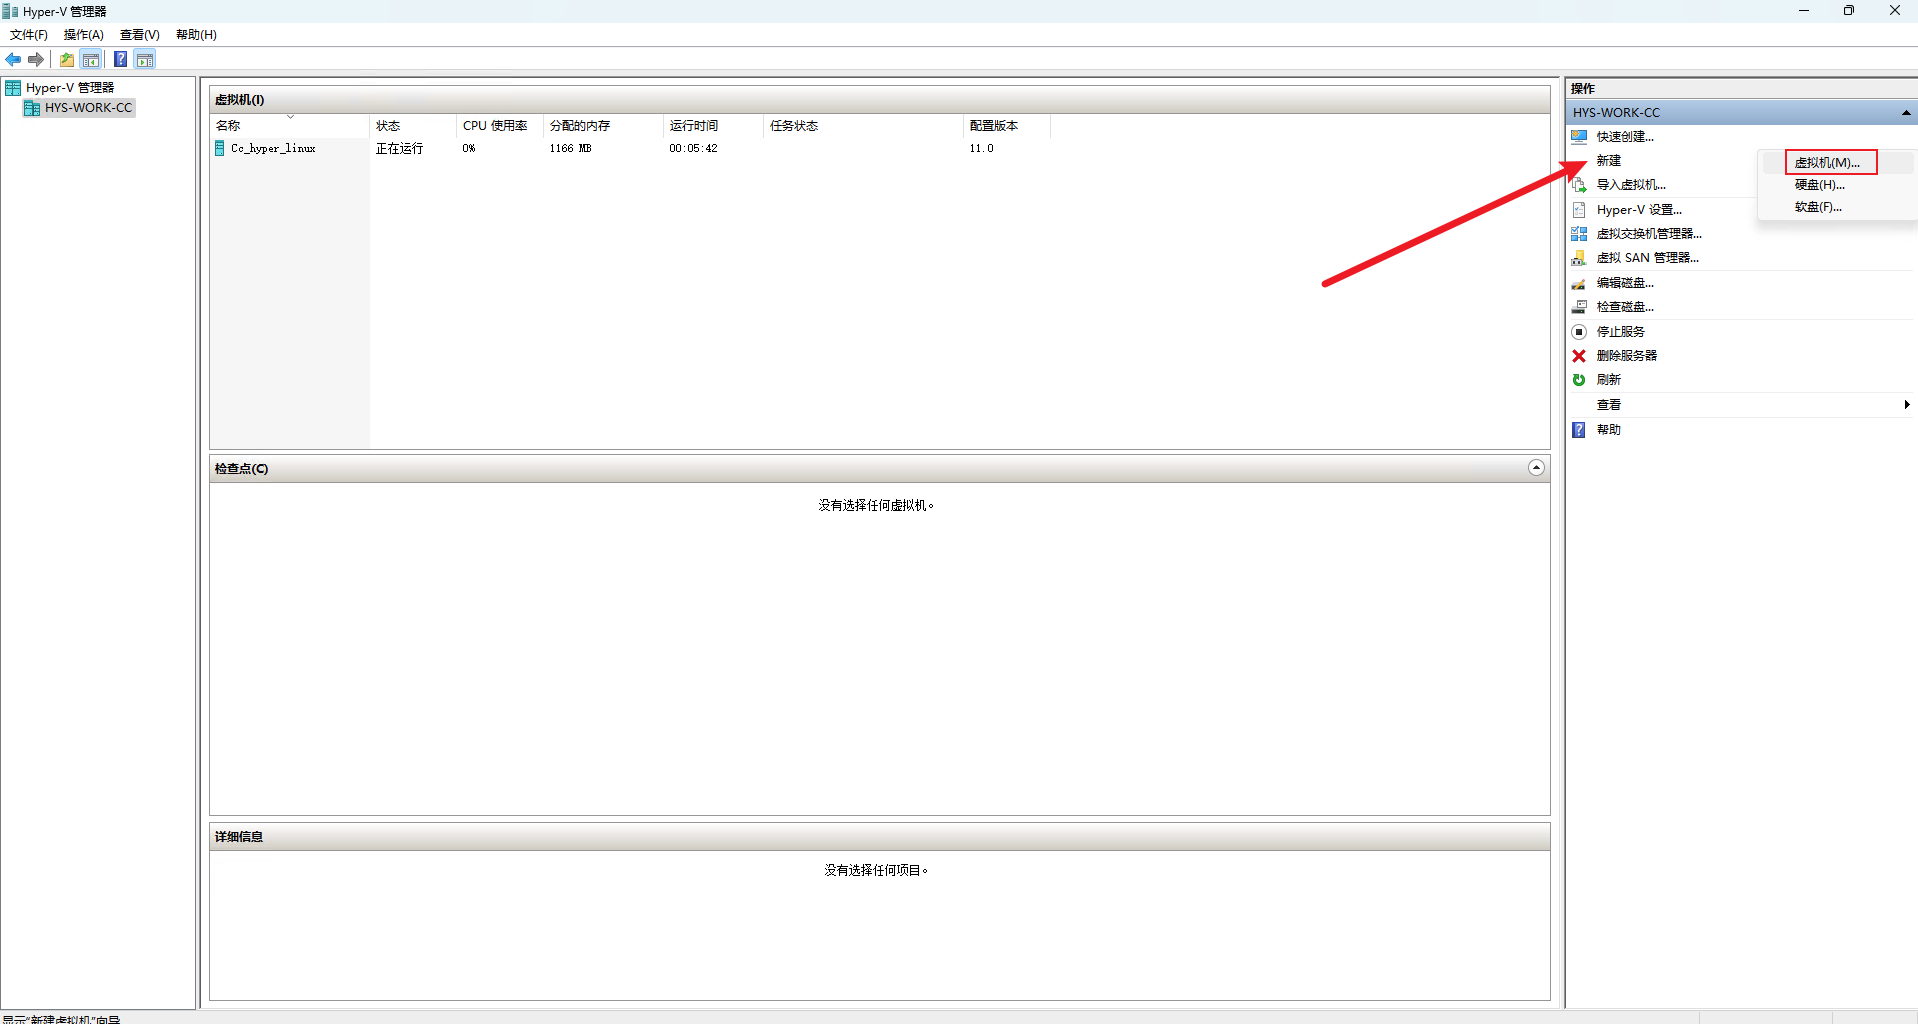 Hyper-V 管理器
文件(F) 操作(A) 查看(V) 帮助(H)
Hyper-V 管理器
HYS-WORK-CC
虚拟机(I)
名称 状态 CPU 使用率 分配的内存 运行时间 任务状态 配置版本
Cc_hyper_linux 正在运行 0% 1166 MB 00:05:42 11.0
检查点(C)
没有选择任何虚拟机。
详细信息
没有选择任何项目。
操作
HYS-WORK-CC
快速创建...
新建
导入虚拟机...
Hyper-V 设置...
虚拟交换机管理器...
虚拟 SAN 管理器...
编辑磁盘...
检查磁盘...
停止服务
删除服务器
刷新
查看
帮助
虚拟机(M)...
硬盘(H)...
软盘(F)...
显示“新建虚拟机”向导